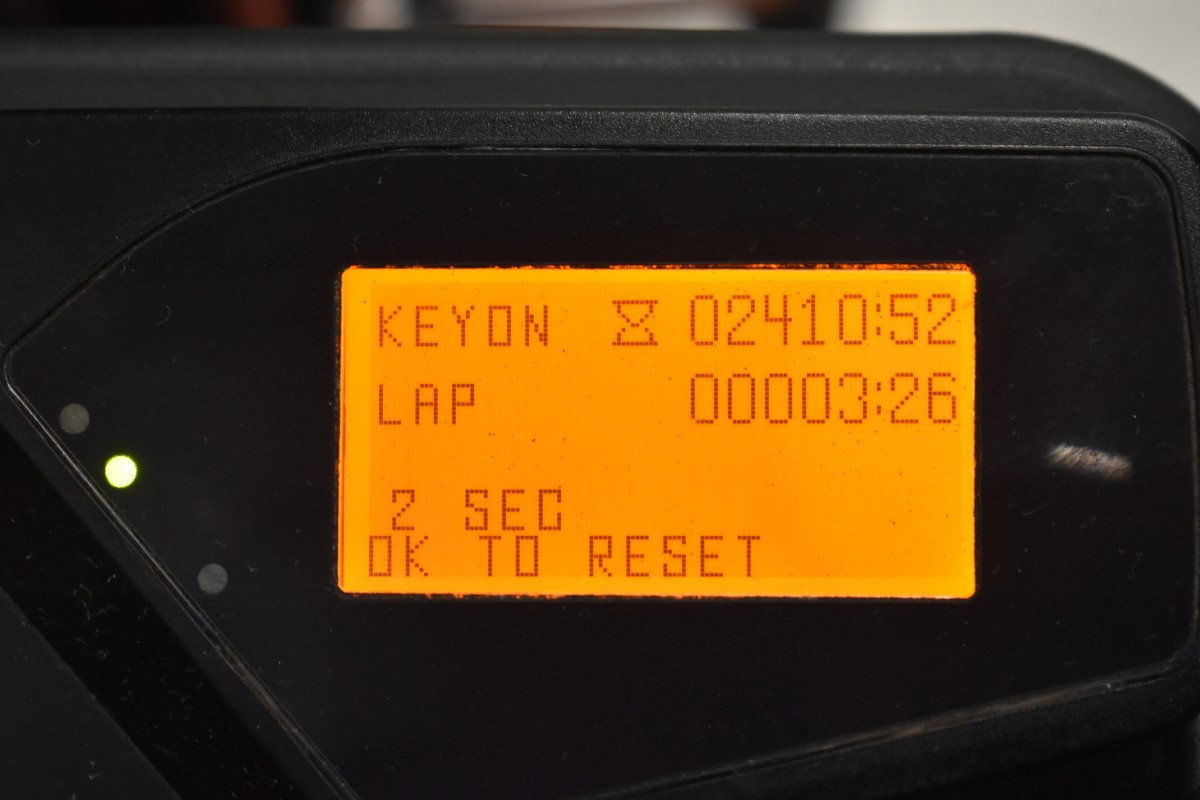 KEYON 02410:52
LAP 00003:26
2 SEC
OK TO RESET